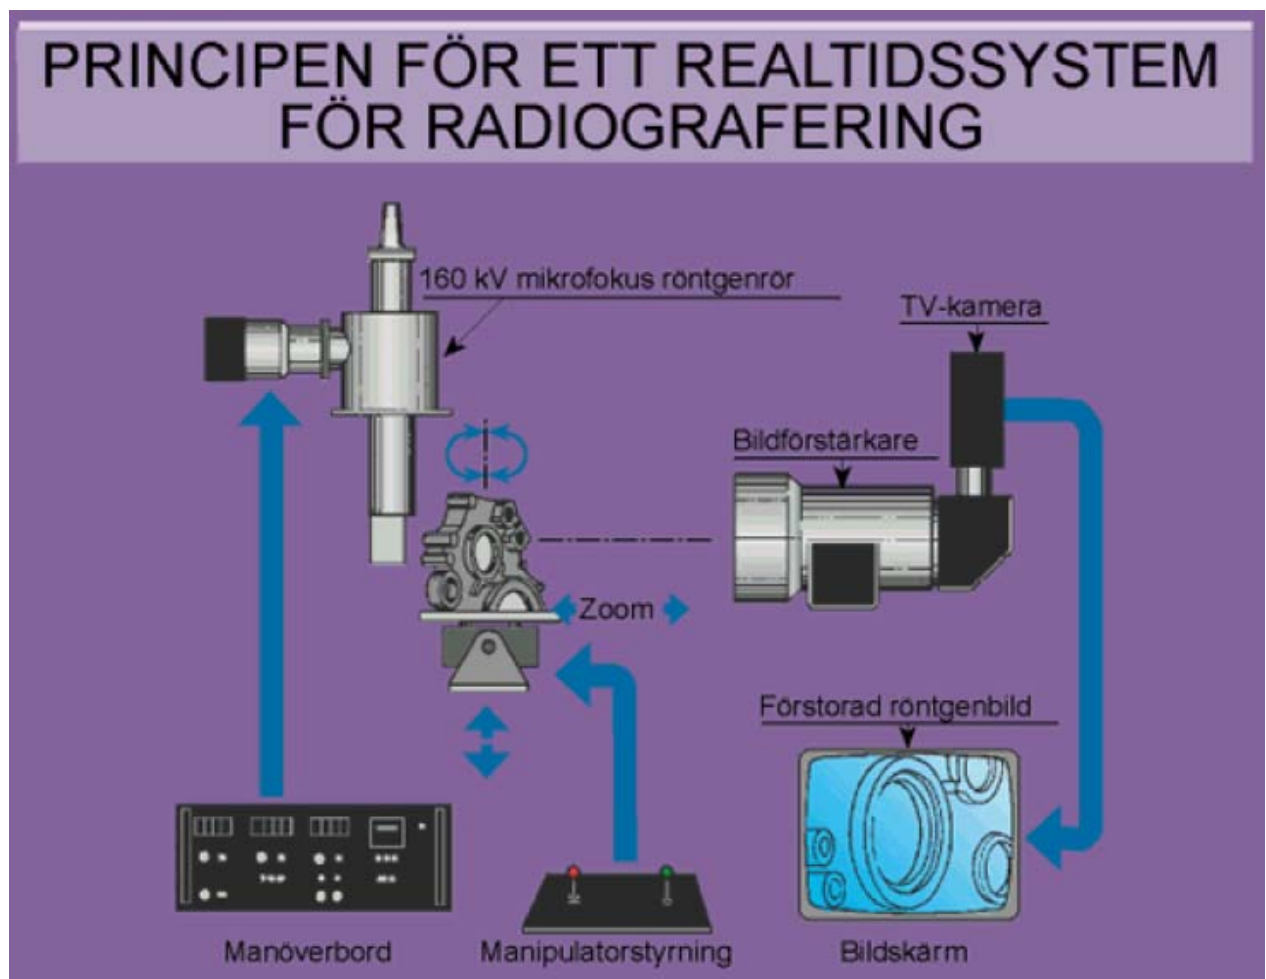 PRINCIPEN FÖR ETT REALTIDSSYSTEM
FÖR RADIOGRAFERING
160 kV mikrofokus röntgenrör
TV-kamera
Bildförstärkare
Zoom
Förstorad röntgenbild
Manöverbord
Manipulatorstyrning
Bildskärm